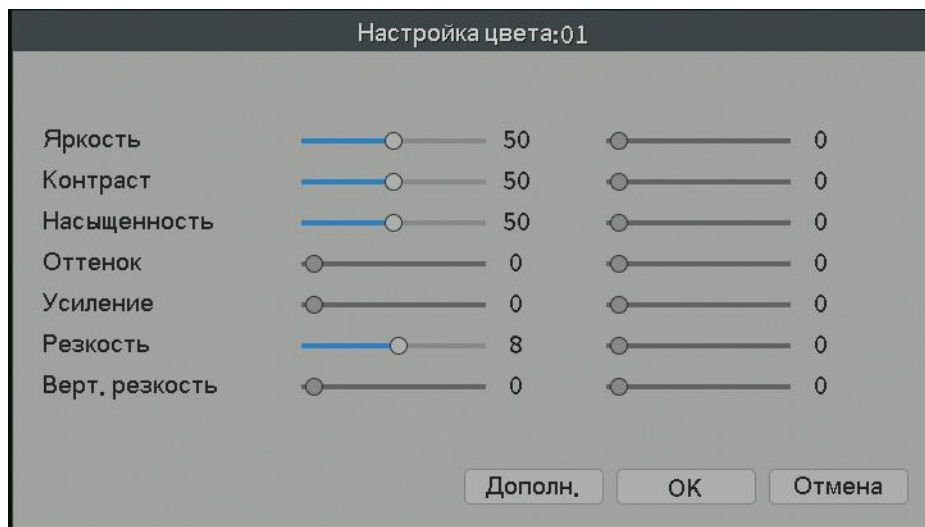 Настройка цвета:01
Яркость 50 0
Контраст 50 0
Насыщенность 50 0
Оттенок 0 0
Усиление 0 0
Резкость 8 0
Верт. резкость 0 0
Дополн. OK Отмена